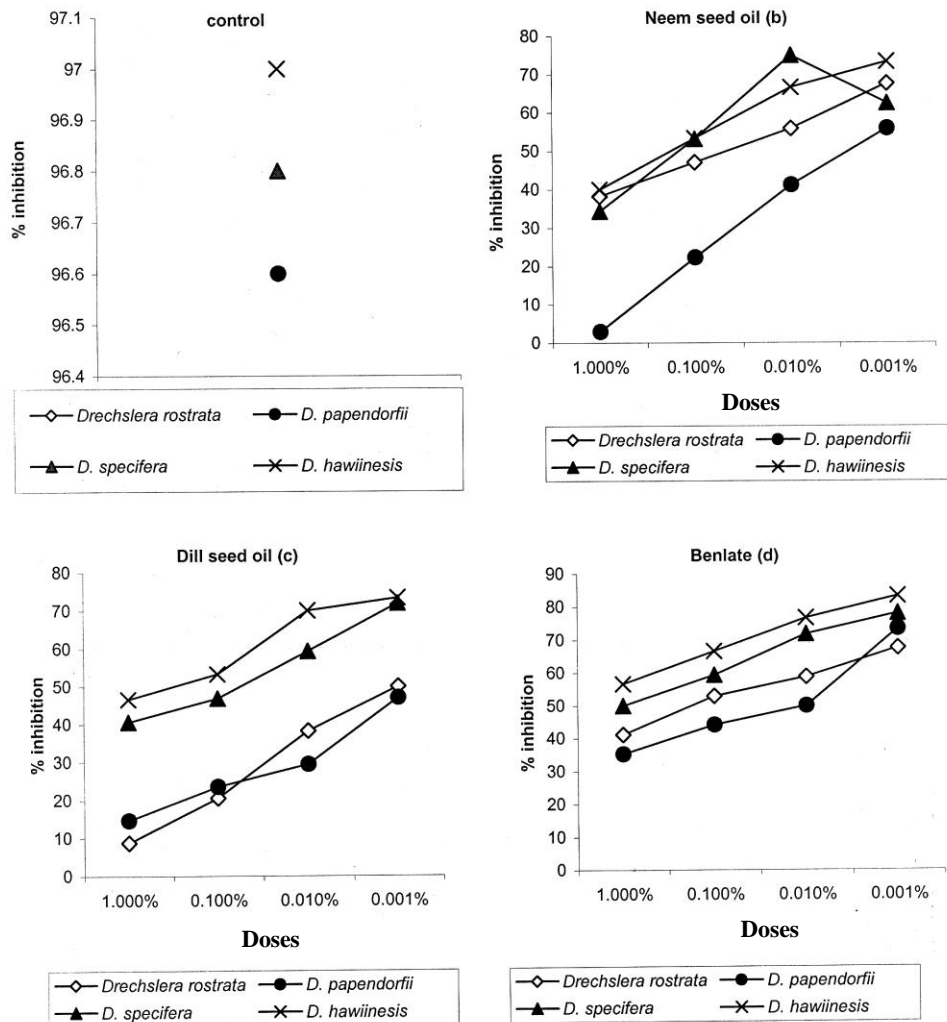 control
97.1
97
96.9
96.8
96.7
96.6
96.5
96.4
% inhibition
Drechslera rostrata
D. papendorfii
D. specifera
D. hawiinesis
Neem seed oil (b)
80
70
60
50
40
30
20
10
0
% inhibition
1.000% 0.100% 0.010% 0.001%
Doses
Drechslera rostrata
D. papendorfii
D. specifera
D. hawiinesis
Dill seed oil (c)
80
70
60
50
40
30
20
10
0
% inhibition
1.000% 0.100% 0.010% 0.001%
Doses
Drechslera rostrata
D. papendorfii
D. specifera
D. hawiinesis
Benlate (d)
90
80
70
60
50
40
30
20
10
0
% inhibition
1.000% 0.100% 0.010% 0.001%
Doses
Drechslera rostrata
D. papendorfii
D. specifera
D. hawiinesis